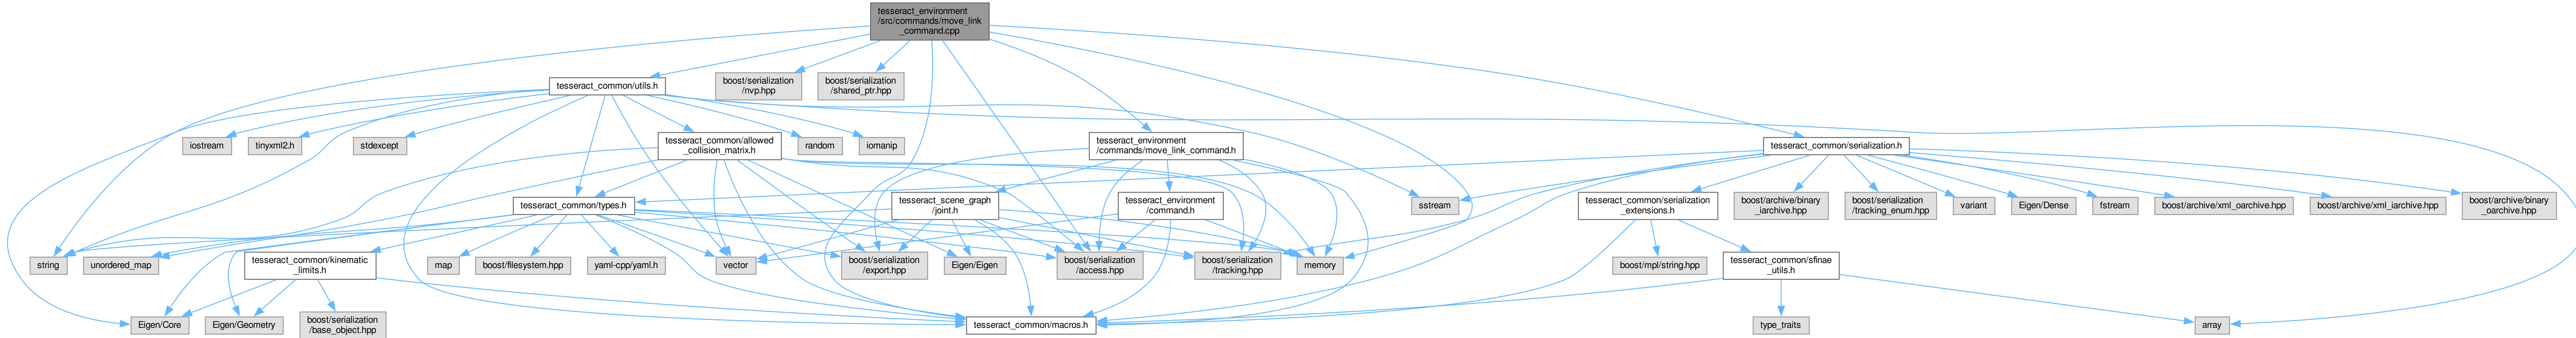 tesseract_environment
/src/commands/move_link
_command.cpp
tesseract_common/utils.h
boost/serialization
/nvp.hpp
boost/serialization
/shared_ptr.hpp
iostream
tinyxml2.h
stdexcept
tesseract_common/allowed
_collision_matrix.h
random
iomanip
tesseract_environment
/commands/move_link_command.h
tesseract_common/serialization.h
tesseract_common/types.h
tesseract_scene_graph
/joint.h
tesseract_environment
/command.h
sstream
tesseract_common/serialization
_extensions.h
boost/archive/binary
_iarchive.hpp
boost/serialization
/tracking_enum.hpp
variant
Eigen/Dense
fstream
boost/archive/xml_oarchive.hpp
boost/archive/xml_iarchive.hpp
boost/archive/binary
_oarchive.hpp
string
unordered_map
tesseract_common/kinematic
_limits.h
map
boost/filesystem.hpp
yaml-cpp/yaml.h
vector
boost/serialization
/export.hpp
Eigen/Eigen
boost/serialization
/access.hpp
boost/serialization
/tracking.hpp
memory
boost/mpl/string.hpp
tesseract_common/sfinae
_utils.h
Eigen/Core
Eigen/Geometry
boost/serialization
/base_object.hpp
tesseract_common/macros.h
type_traits
array